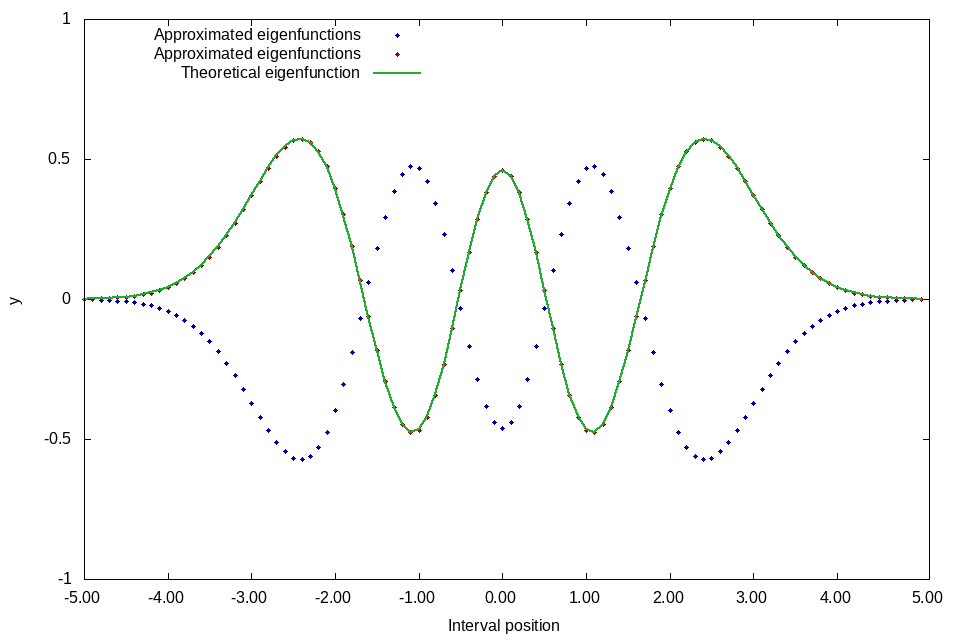 Approximated eigenfunctions
Approximated eigenfunctions
Theoretical eigenfunction
1
0.5
0
-0.5
-1
y
-5.00 -4.00 -3.00 -2.00 -1.00 0.00 1.00 2.00 3.00 4.00 5.00
Interval position